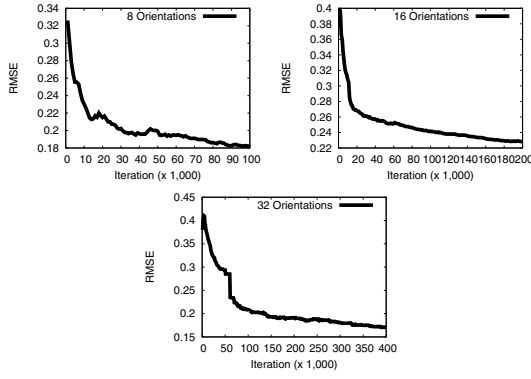 8 Orientations
RMSE
0.34
0.32
0.3
0.28
0.26
0.24
0.22
0.2
0.18
0 10 20 30 40 50 60 70 80 90 100
Iteration (x 1,000)
16 Orientations
RMSE
0.4
0.38
0.36
0.34
0.32
0.3
0.28
0.26
0.24
0.22
0 20 40 60 80 100120140160180200
Iteration (x 1,000)
32 Orientations
RMSE
0.45
0.4
0.35
0.3
0.25
0.2
0.15
0 50 100 150 200 250 300 350 400
Iteration (x 1,000)